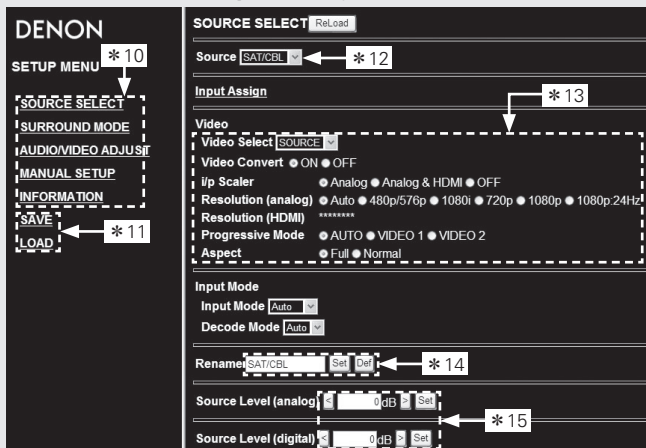 DENON
SETUP MENU
✻10
SOURCE SELECT
SURROUND MODE
AUDIO/VIDEO ADJUST
MANUAL SETUP
INFORMATION
SAVE
LOAD
✻11
SOURCE SELECT ReLoad
Source SAT/CBL
✻12
Input Assign
✻13
Video
Video Select SOURCE
Video Convert ON OFF
i/p Scaler Analog Analog & HDMI OFF
Resolution (analog) Auto 480p/576p 1080i 720p 1080p 1080p:24Hz
Resolution (HDMI) ********
Progressive Mode AUTO VIDEO 1 VIDEO 2
Aspect Full Normal
Input Mode
Input Mode Auto
Decode Mode Auto
Rename SAT/CBL Set Def
✻14
Source Level (analog) < 0 dB > Set
✻15
Source Level (digital) < 0 dB > Set